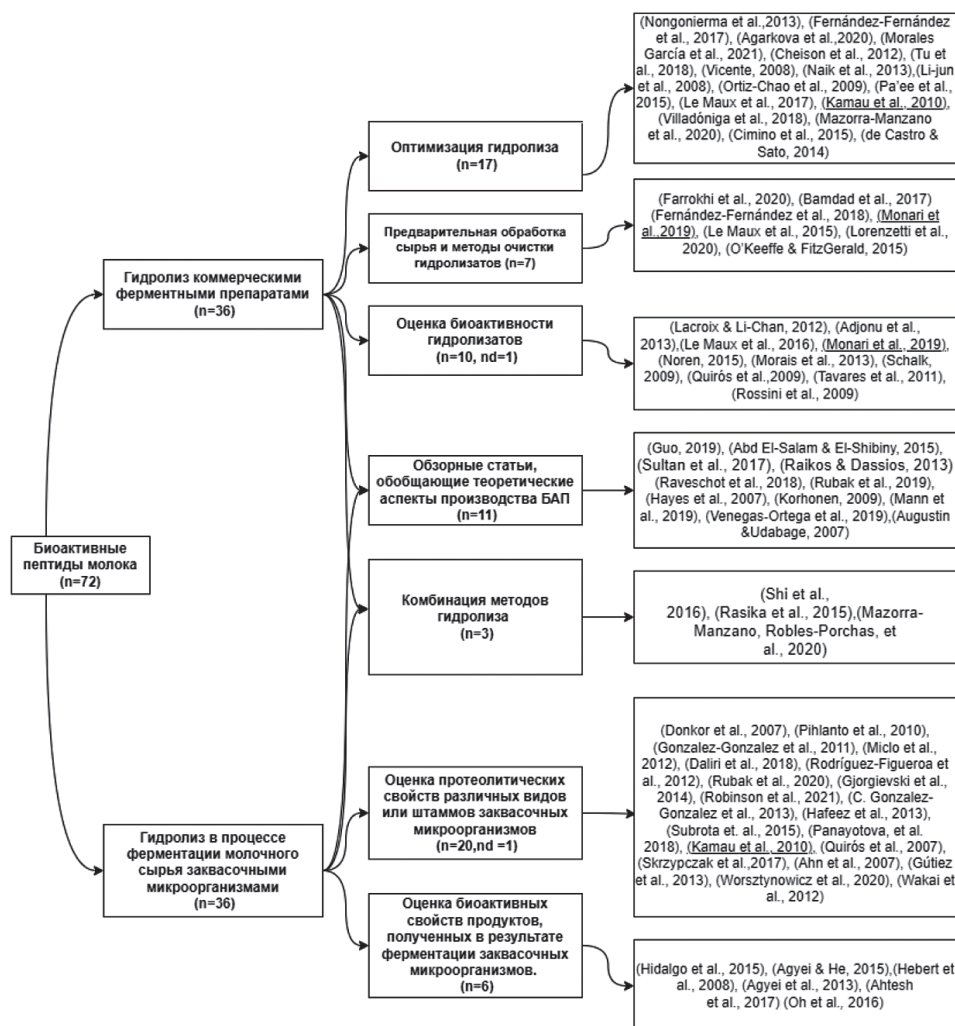 Биоактивные
пептиды молока
(n=72)
Гидролиз коммерческими
ферментными препаратами
(n=36)
Гидролиз в процессе
ферментации молочного
сырья заквасочными
микроорганизмами
(n=36)
Оптимизация гидролиза
(n=17)
(Nongonierma et al.,2013), (Fernández-Fernández
et al., 2017), (Agarkova et al.,2020), (Morales
García et al., 2021), (Cheison et al., 2012), (Tu
et al., 2018), (Vicente, 2008), (Naik et al., 2013),(Li-jun
et al., 2008), (Ortiz-Chao et al., 2009), (Pa’ee et al.,
2015), (Le Maux et al., 2017), (Kamau et al., 2010),
(Villadóniga et al., 2018), (Mazorra-Manzano
et al., 2020), (Cimino et al., 2015), (de Castro &
Sato, 2014)
Предварительная обработка
сырья и методы очистки
гидролизатов (n=7)
(Farrokhi et al., 2020), (Bamdad et al., 2017)
(Fernández-Fernández et al., 2018), (Monari et
al.,2019), (Le Maux et al., 2015), (Lorenzetti et al.,
2020), (O’Keeffe & FitzGerald, 2015)
Оценка биоактивности
гидролизатов
(n=10, nd=1)
(Lacroix & Li-Chan, 2012), (Adjonu et al.,
2013),(Le Maux et al., 2016), (Monari et al., 2019),
(Noren, 2015), (Morais et al., 2013), (Schalk,
2009), (Quirós et al.,2009), (Tavares et al., 2011),
(Rossini et al., 2009)
Обзорные статьи,
обобщающие теоретические
аспекты производства БАП
(n=11)
(Guo, 2019), (Abd El-Salam & El-Shibiny, 2015),
(Sultan et al., 2017), (Raikos & Dassios, 2013)
(Raveschot et al., 2018), (Rubak et al., 2019),
(Hayes et al., 2007), (Korhonen, 2009), (Mann et
al., 2019), (Venegas-Ortega et al., 2019),(Augustin
&Udabage, 2007)
Комбинация методов
гидролиза
(n=3)
(Shi et al.,
2016), (Rasika et al., 2015),(Mazorra-
Manzano, Robles-Porchas, et
al., 2020)
Оценка протеолитических
свойств различных видов
или штаммов заквасочных
микроорганизмов
(n=20,nd =1)
(Donkor et al., 2007), (Pihlanto et al., 2010),
(Gonzalez-Gonzalez et al., 2011), (Miclo et al.,
2012), (Daliri et al., 2018), (Rodríguez-Figueroa et
al., 2012), (Rubak et al., 2020), (Gjorgievski et al.,
2014), (Robinson et al., 2021), (C. Gonzalez-
Gonzalez et al., 2013), (Hafeez et al., 2013),
(Subrota et. al., 2015), (Panayotova, et al.
2018), (Kamau et al., 2010), (Quirós et al., 2007),
(Skrzypczak et al.,2017), (Ahn et al., 2007), (Gútiez
et al., 2013), (Worsztynowicz et al., 2020), (Wakai et
al., 2012)
Оценка биоактивных
свойств продуктов,
полученных в результате
ферментации заквасочных
микроорганизмов.
(n=6)
(Hidalgo et al., 2015), (Agyei & He, 2015),(Hebert et
al., 2008), (Agyei et al., 2013), (Ahtesh
et al., 2017) (Oh et al., 2016)